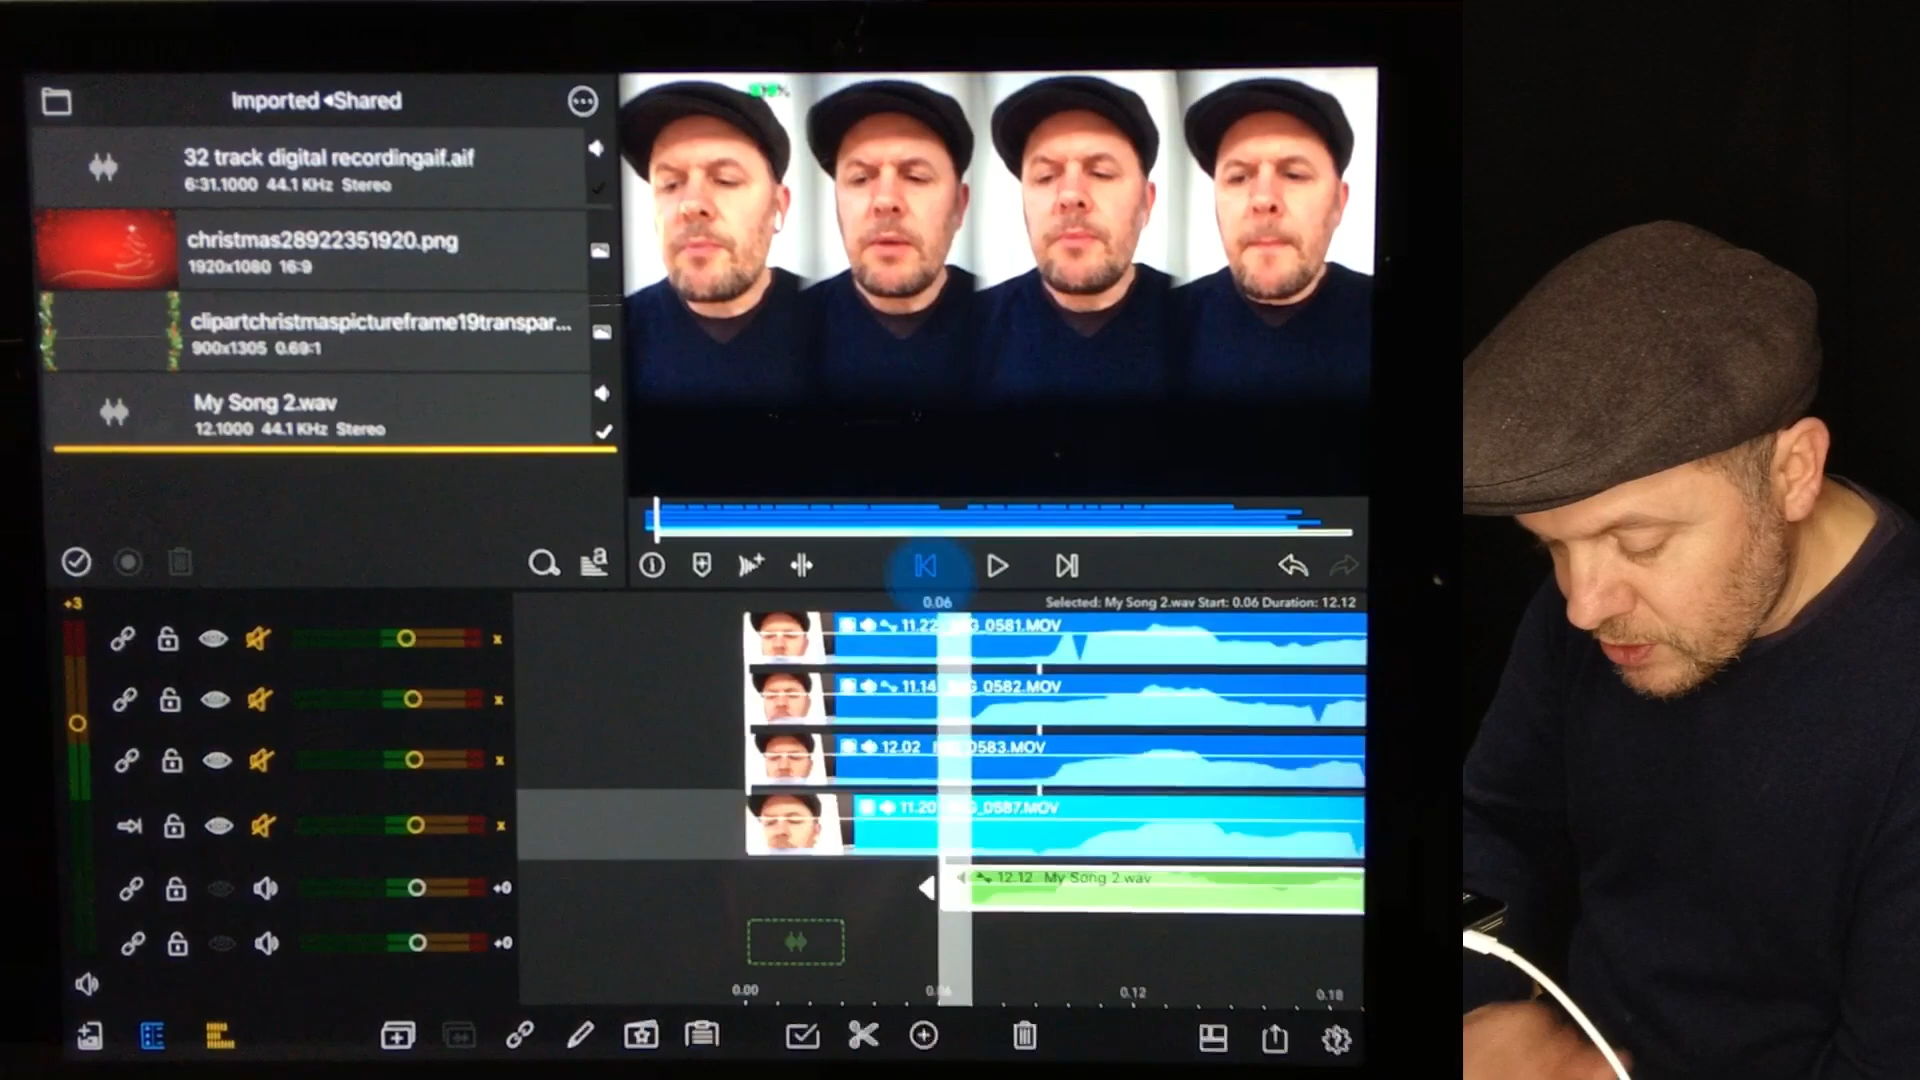 Imported ◂Shared
32 track digital recordingaif.aif
6:31.1000 44.1 KHz Stereo
christmas28922351920.png
1920x1080 16:9
clipartchristmaspictureframe19transpar...
900x1305 0.69:1
My Song 2.wav
12.1000 44.1 KHz Stereo
a
+3
0.06
Selected: My Song 2.wav Start: 0.06 Duration: 12.12
x
11.22
_0581.MOV
x
11.14
_0582.MOV
x
12.02
0583.MOV
x
11.20
_0587.MOV
+0
12.12 My Song 2.wav
+0
0.00
0.12
0.18